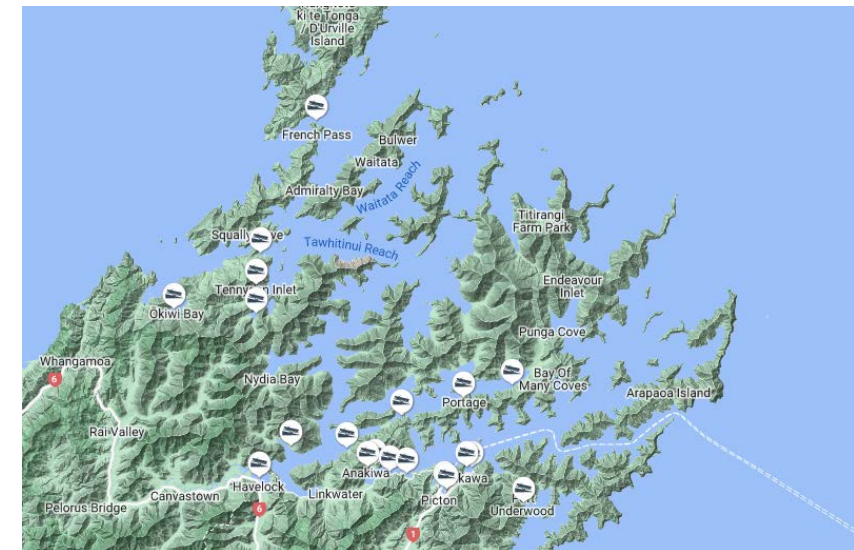 ki te Tonga
/ D'Urville
Island
French Pass
Bulwer
Waitata
Waitata Reach
Admiralty Bay
Titirangi
Farm Park
Tawhitinui Reach
Endeavour
Inlet
Okiwi Bay
Punga Cove
Whangamoa
6
Nydia Bay
Bay Of
Many Coves
Portage
Arapaoa Island
Rai Valley
Anakiwa
Havelock
Linkwater
Canvastown
Picton
Pelorus Bridge
Underwood
6
1